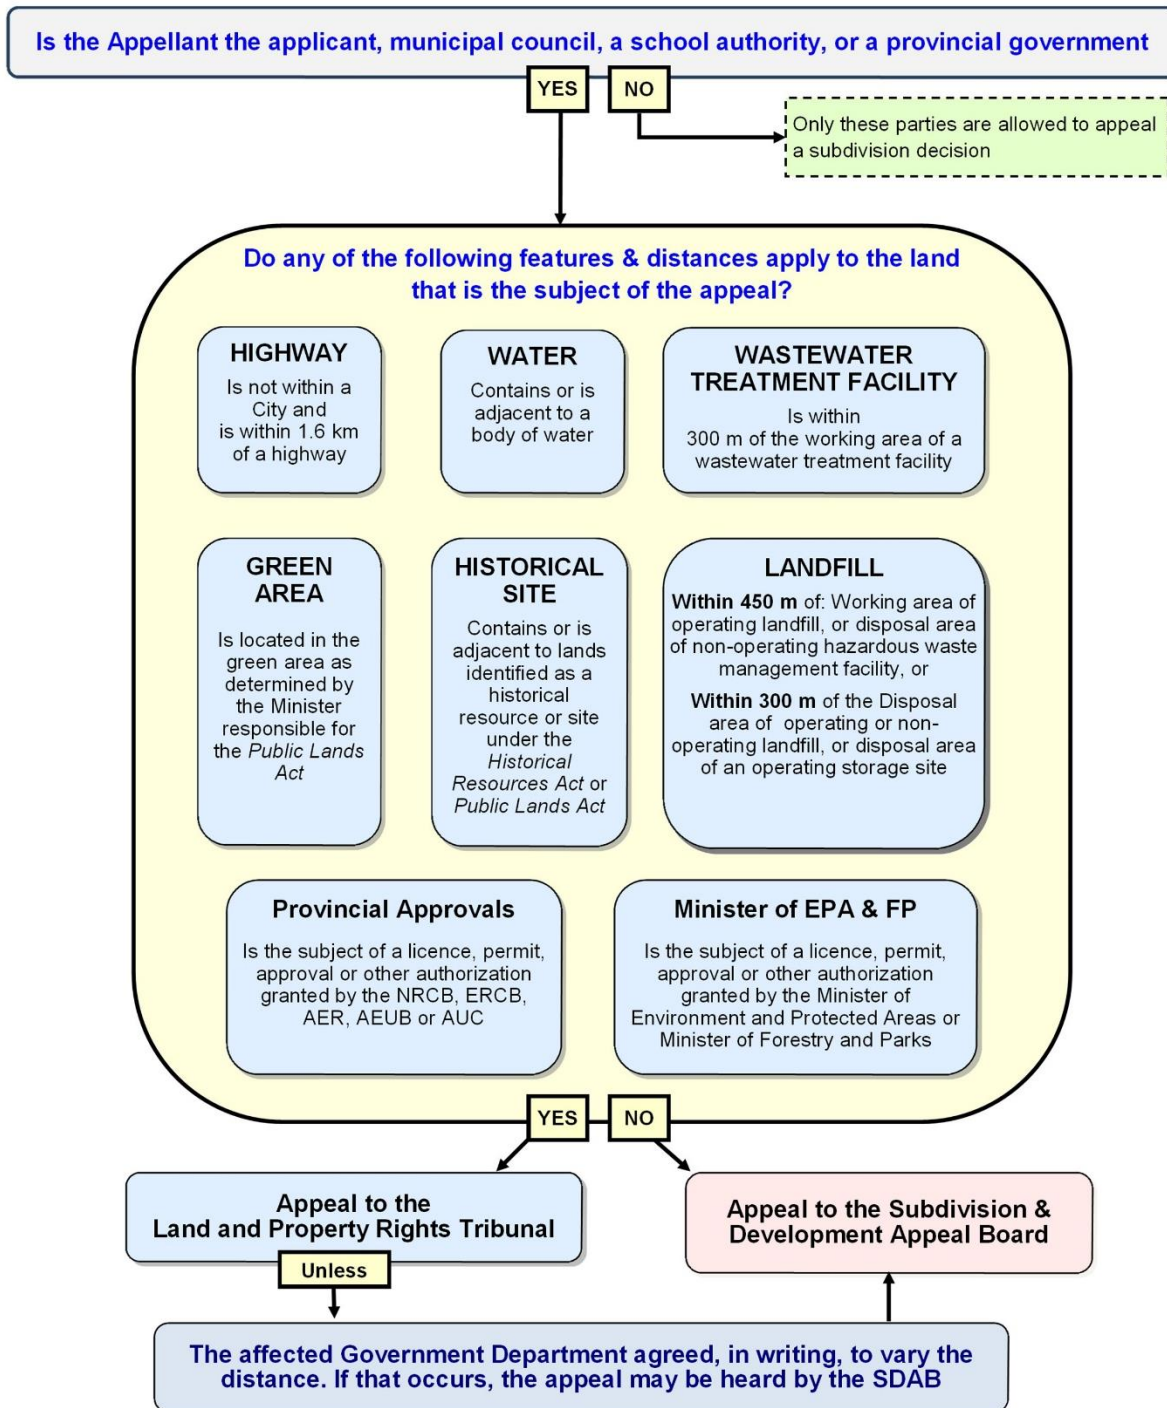 Is the Appellant the applicant, municipal council, a school authority, or a provincial government
YES
NO
Only these parties are allowed to appeal
a subdivision decision
Do any of the following features & distances apply to the land
that is the subject of the appeal?
HIGHWAY
Is not within a
City and
is within 1.6 km
of a highway
WATER
Contains or is
adjacent to a
body of water
WASTEWATER
TREATMENT FACILITY
Is within
300 m of the working area of a
wastewater treatment facility
GREEN
AREA
Is located in the
green area as
determined by
the Minister
responsible for
the Public Lands
Act
HISTORICAL
SITE
Contains or is
adjacent to lands
identified as a
historical
resource or site
under the
Historical
Resources Act or
Public Lands Act
LANDFILL
Within 450 m of: Working area of
operating landfill, or disposal area
of non-operating hazardous waste
management facility, or
Within 300 m of the Disposal
area of operating or non-
operating landfill, or disposal area
of an operating storage site
Provincial Approvals
Is the subject of a licence, permit,
approval or other authorization
granted by the NRCB, ERCB,
AER, AEUB or AUC
Minister of EPA & FP
Is the subject of a licence, permit,
approval or other authorization
granted by the Minister of
Environment and Protected Areas or
Minister of Forestry and Parks
YES
NO
Appeal to the
Land and Property Rights Tribunal
Unless
Appeal to the Subdivision &
Development Appeal Board
The affected Government Department agreed, in writing, to vary the
distance. If that occurs, the appeal may be heard by the SDAB